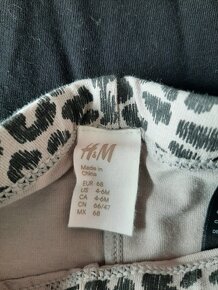 H&M
Made in
China
EUR 68
US 4-6M
CA 4-6M
CN 66/47
MX 68